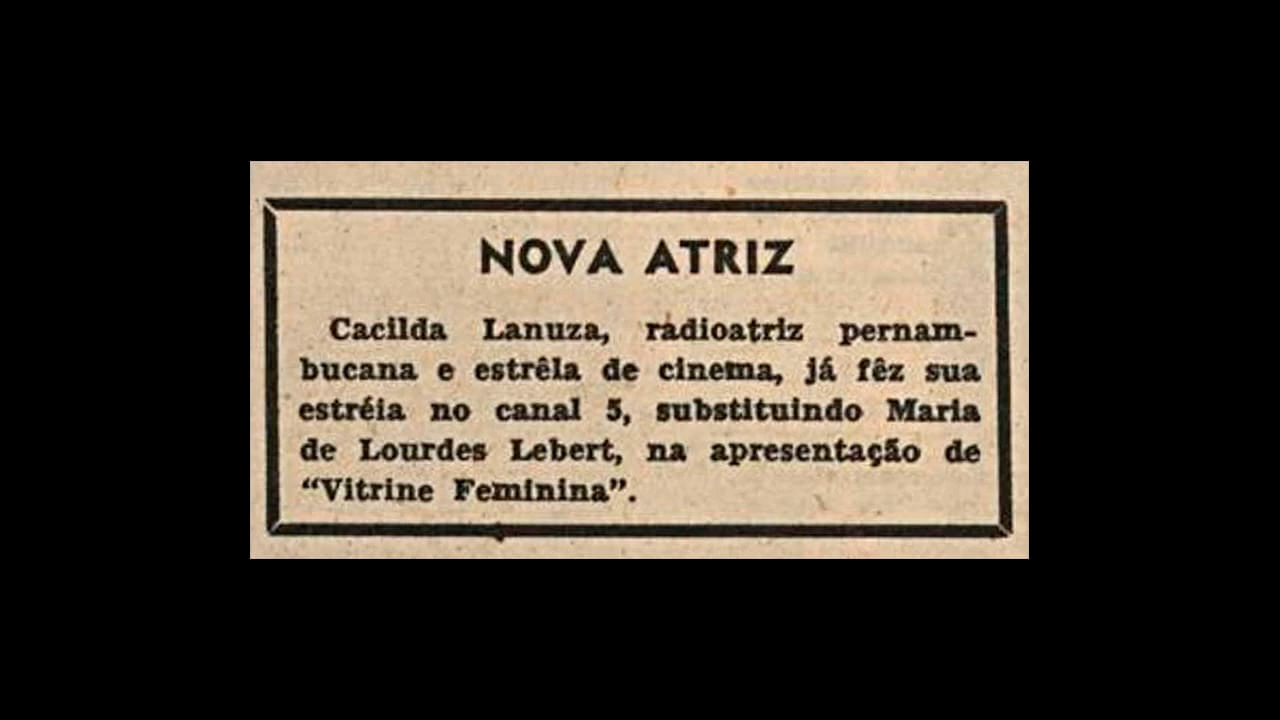 NOVA ATRIZ
Cacilda Lanuza, radioatriz pernam-
bucana e estrêla de cinema, já fêz sua
estréia no canal 5, substituindo Maria
de Lourdes Lebert, na apresentação de
“Vitrine Feminina”.